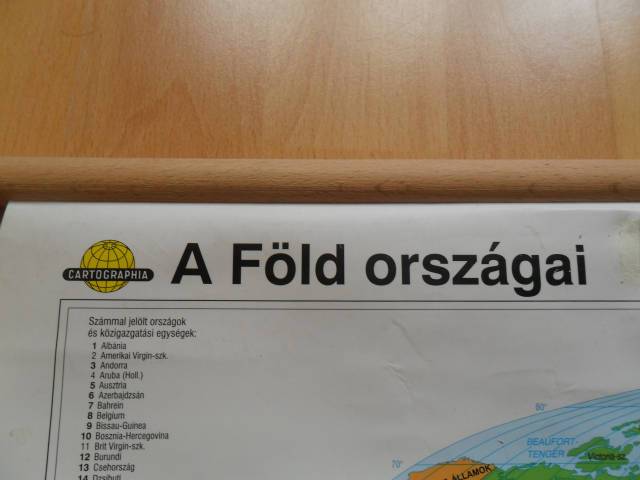 CARTOGRAPHIA
A Föld országai
Számmal jelölt országok
és közigazgatási egységek:
1 Albánia
2 Amerikai Virgin-szk.
3 Andorra
4 Aruba (Holl.)
5 Ausztria
6 Azerbajdzsán
7 Bahrein
8 Belgium
9 Bissau-Guinea
10 Bosznia-Hercegovina
11 Brit Virgin-szk.
12 Burundi
13 Csehország
14 Dzsibuti
80°
BEAUFORT-
TENGER
Victoria-sz.
70°
ÁLLAMOK